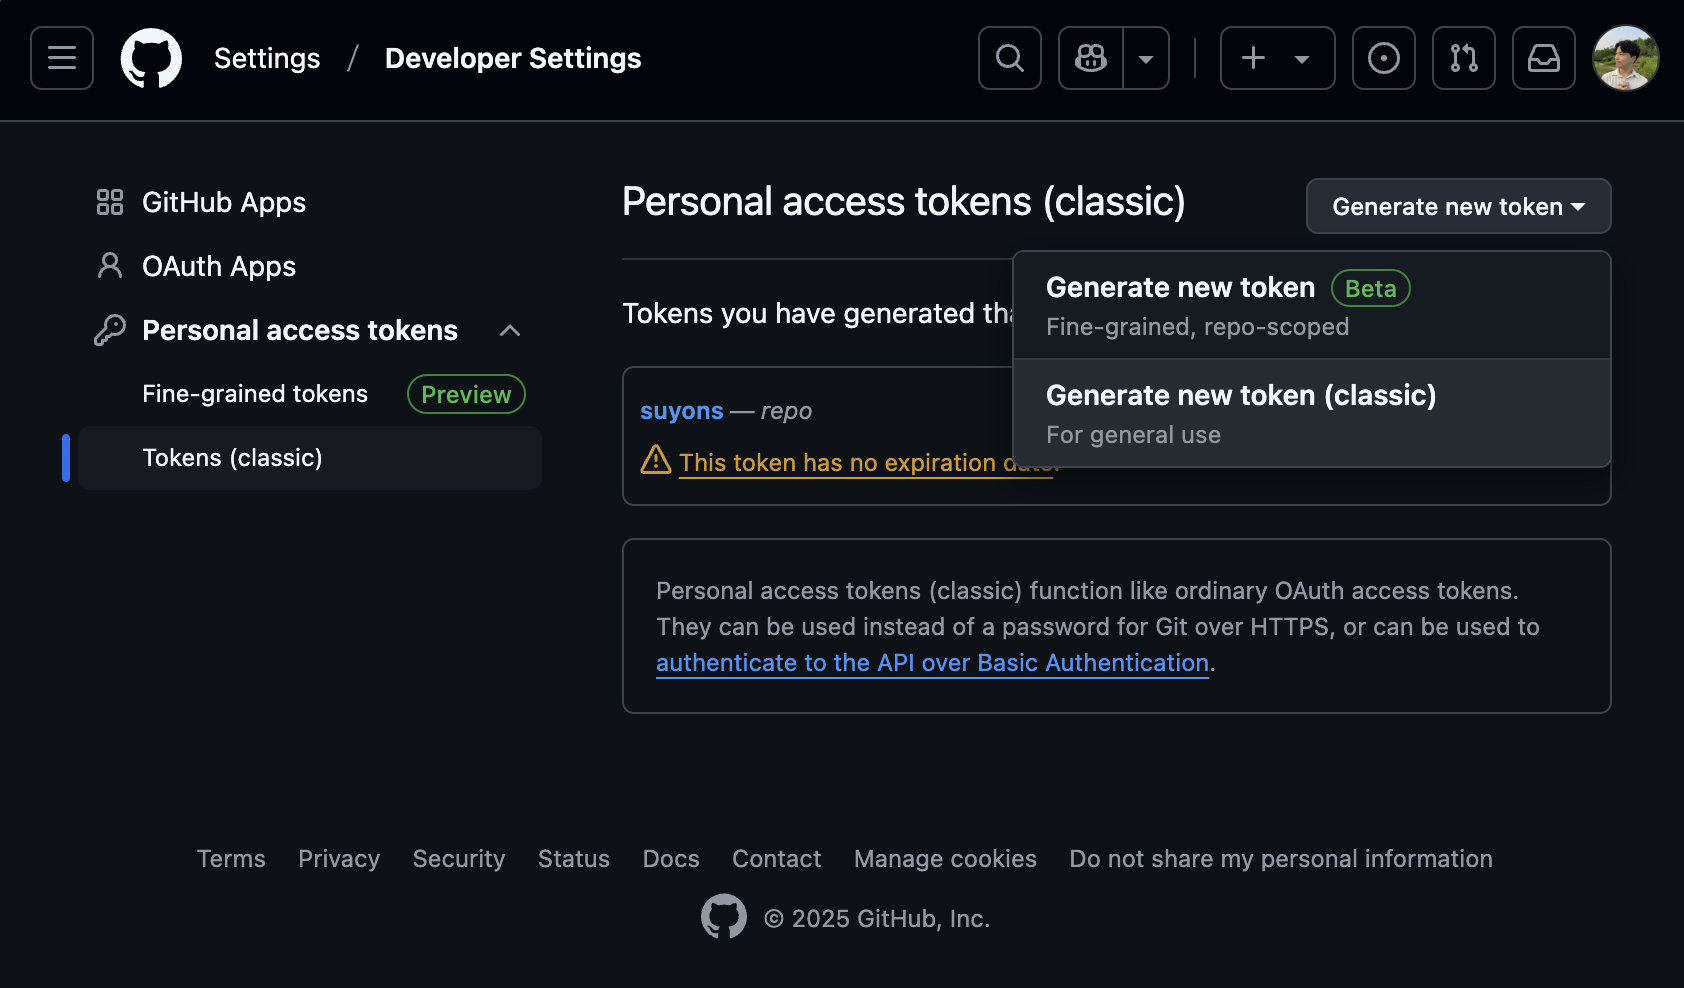 Settings / Developer Settings
GitHub Apps
OAuth Apps
Personal access tokens
Fine-grained tokens Preview
Tokens (classic)
Personal access tokens (classic)
Generate new token
Generate new token Beta
Fine-grained, repo-scoped
Generate new token (classic)
For general use
Tokens you have generated
suyons — repo
This token has no expiration date.
Personal access tokens (classic) function like ordinary OAuth access tokens.
They can be used instead of a password for Git over HTTPS, or can be used to
authenticate to the API over Basic Authentication.
Terms Privacy Security Status Docs Contact Manage cookies Do not share my personal information
© 2025 GitHub, Inc.